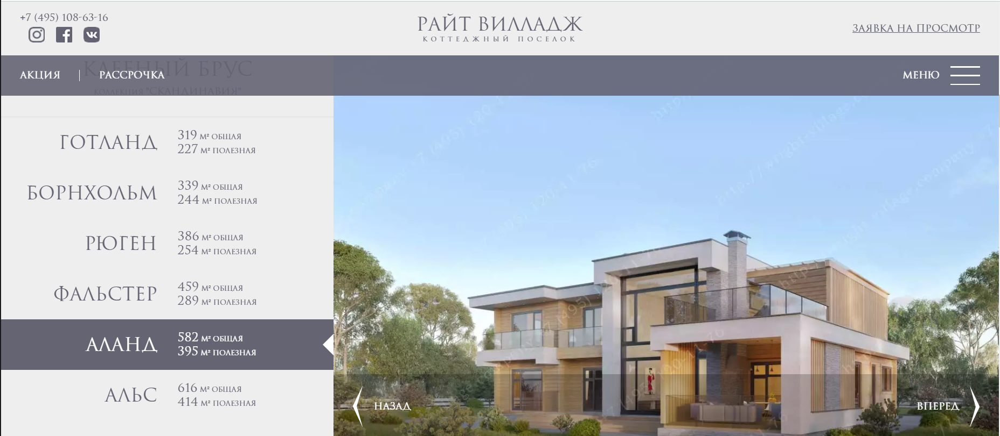 +7 (495) 108-63-16
РАЙТ ВИЛЛАДЖ
КОТТЕДЖНЫЙ ПОСЕЛОК
ЗАЯВКА НА ПРОСМОТР
КЛЕЕНЫЙ БРУС
КОЛЛЕКЦИЯ "СКАНДИНАВИЯ"
АКЦИЯ
РАССРОЧКА
МЕНЮ
ГОТЛАНД
319 М² ОБЩАЯ
227 М² ПОЛЕЗНАЯ
БОРНХОЛЬМ
339 М² ОБЩАЯ
244 М² ПОЛЕЗНАЯ
РЮГЕН
386 М² ОБЩАЯ
254 М² ПОЛЕЗНАЯ
ФАЛЬСТЕР
459 М² ОБЩАЯ
289 М² ПОЛЕЗНАЯ
АЛАНД
582 М² ОБЩАЯ
395 М² ПОЛЕЗНАЯ
АЛЬС
616 М² ОБЩАЯ
414 М² ПОЛЕЗНАЯ
НАЗАД
ВПЕРЕД